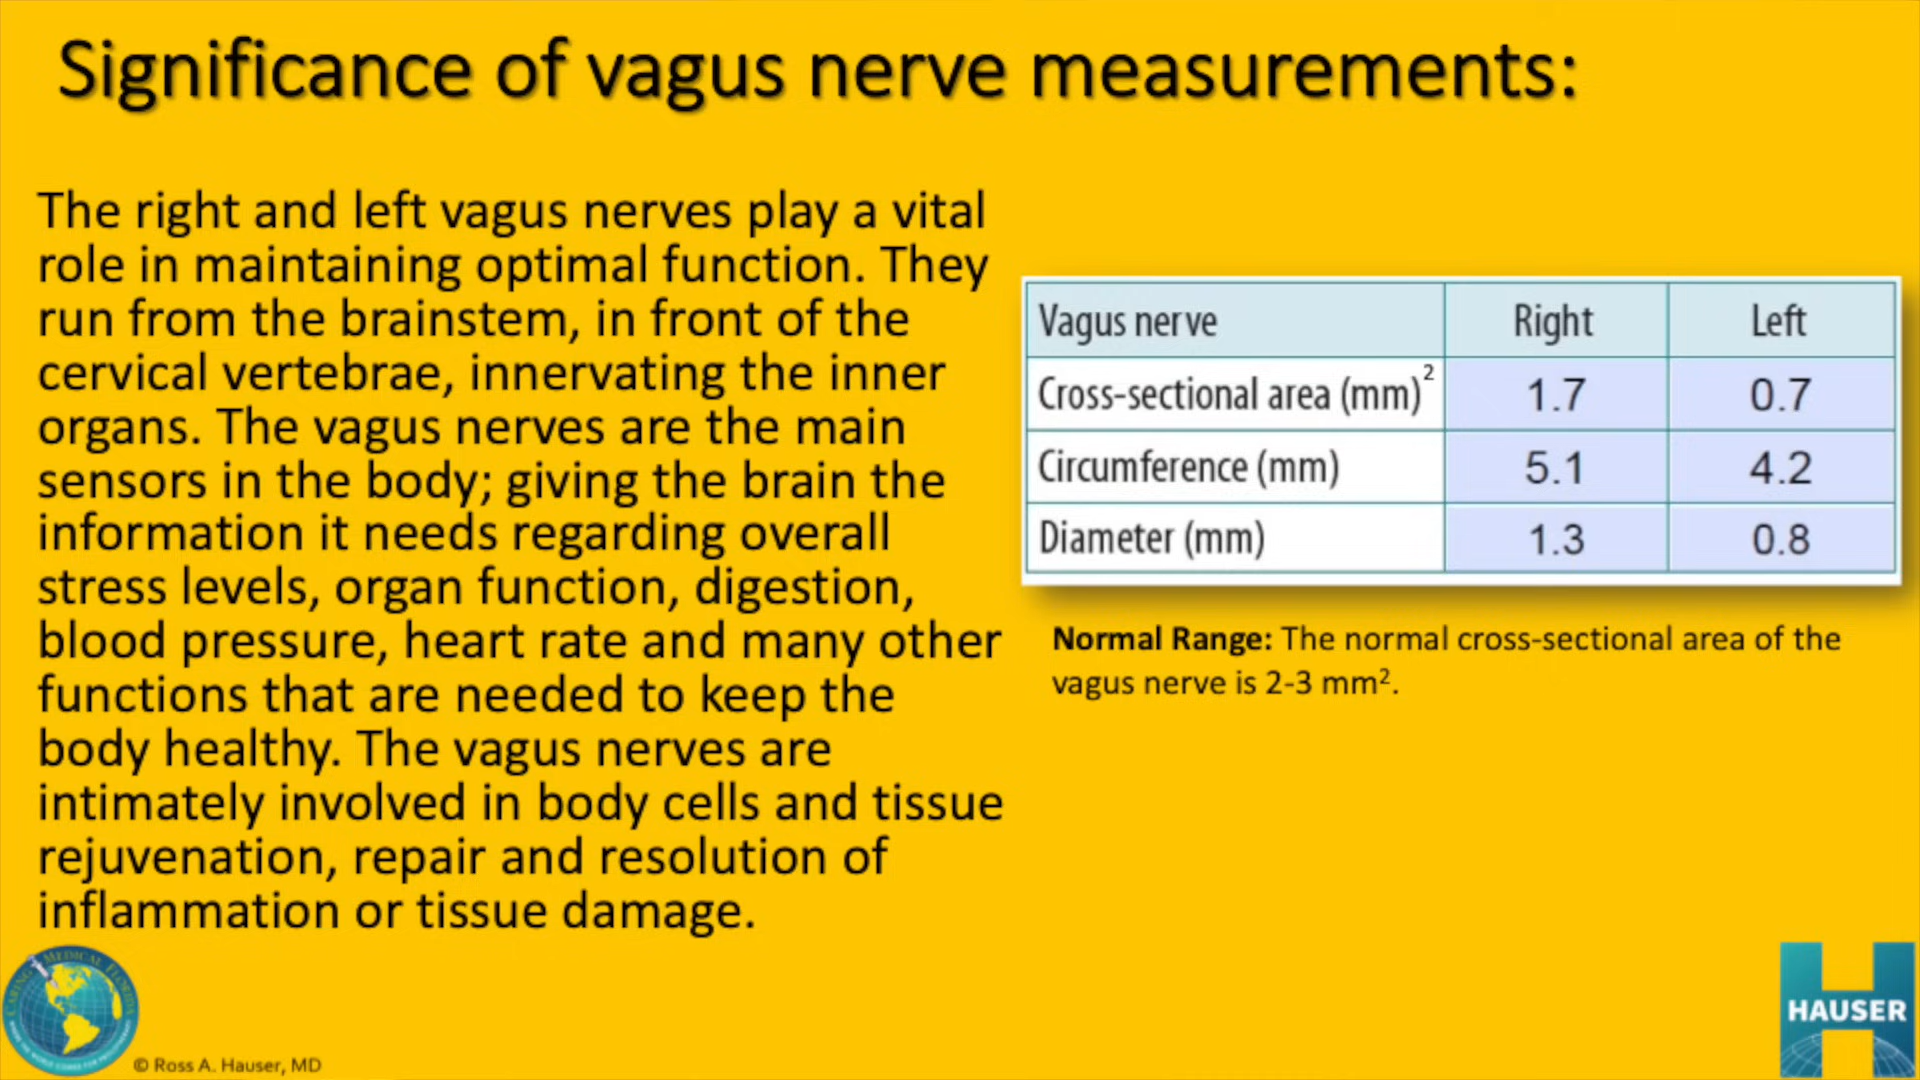 Significance of vagus nerve measurements:
The right and left vagus nerves play a vital
role in maintaining optimal function. They
run from the brainstem, in front of the
cervical vertebrae, innervating the inner
organs. The vagus nerves are the main
sensors in the body; giving the brain the
information it needs regarding overall
stress levels, organ function, digestion,
blood pressure, heart rate and many other
functions that are needed to keep the
body healthy. The vagus nerves are
intimately involved in body cells and tissue
rejuvenation, repair and resolution of
inflammation or tissue damage.
Vagus nerve Right Left
Cross-sectional area (mm)² 1.7 0.7
Circumference (mm) 5.1 4.2
Diameter (mm) 1.3 0.8
Normal Range: The normal cross-sectional area of the
vagus nerve is 2-3 mm².
CARING MEDICAL FLORIDA
© Ross A. Hauser, MD
HAUSER